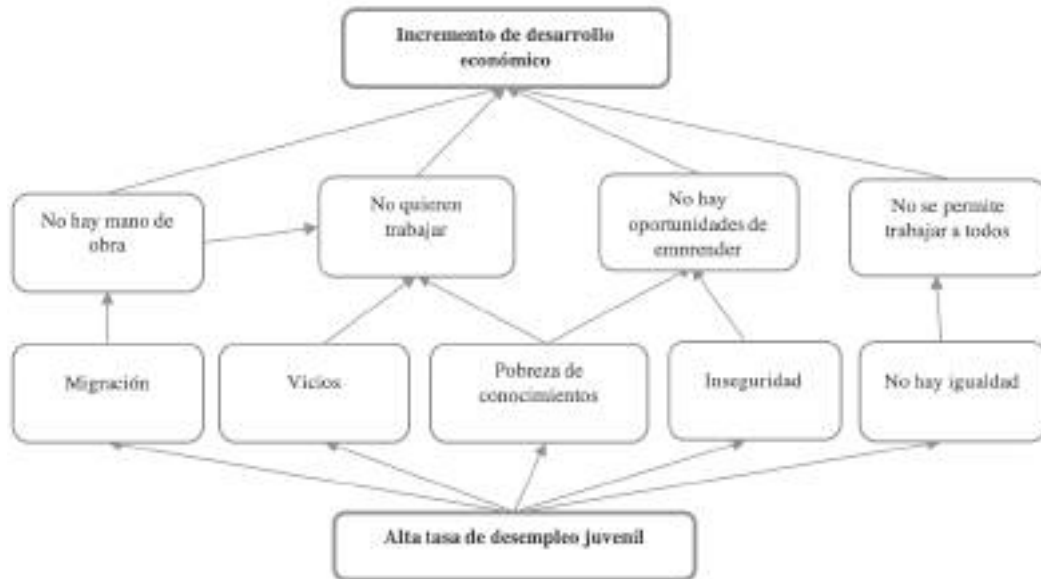 Incremento de desarrollo
económico
No hay mano de
obra
No quieren
trabajar
No hay
oportunidades de
emprender
No se permite
trabajar a todos
Migración
Vicios
Pobreza de
conocimientos
Inseguridad
No hay igualdad
Alta tasa de desempleo juvenil